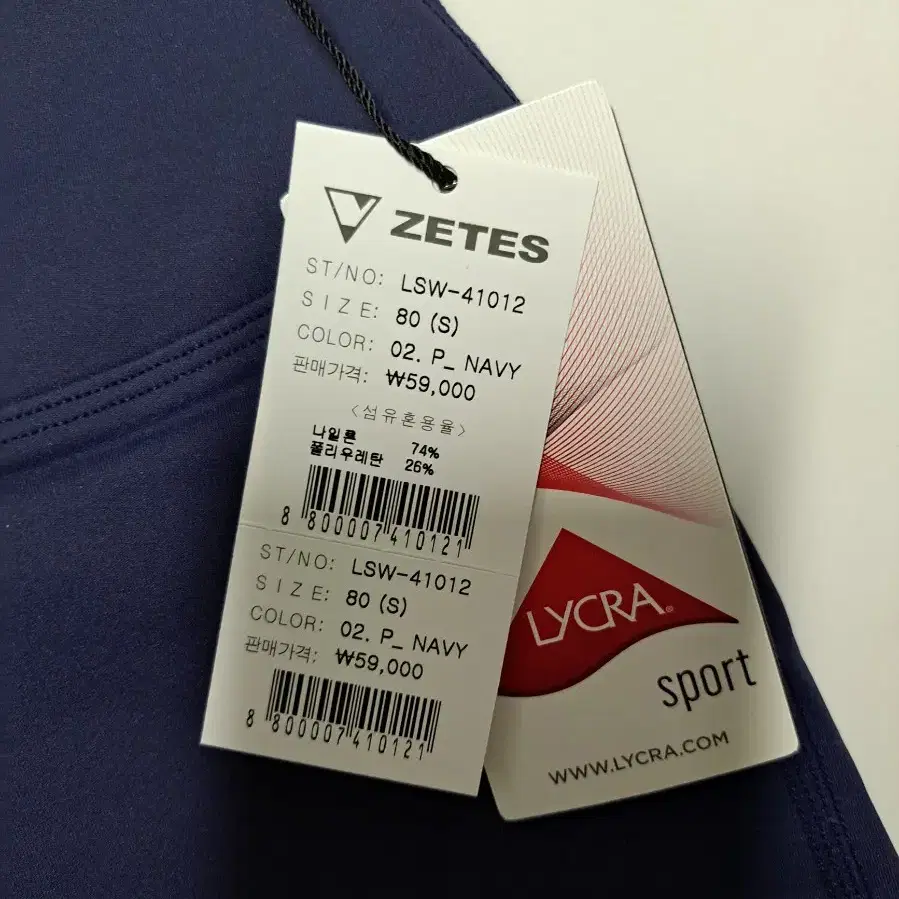 ZETES
ST/NO: LSW-41012
SIZE: 80 (S)
COLOR: 02. P_ NAVY
판매가격: ₩59,000
<섬유혼용율>
나일론 74%
폴리우레탄 26%
8 800007 410121
ST/NO: LSW-41012
SIZE: 80 (S)
COLOR: 02. P_ NAVY
판매가격: ₩59,000
8 800007 410121
LYCRA®
sport
WWW.LYCRA.COM